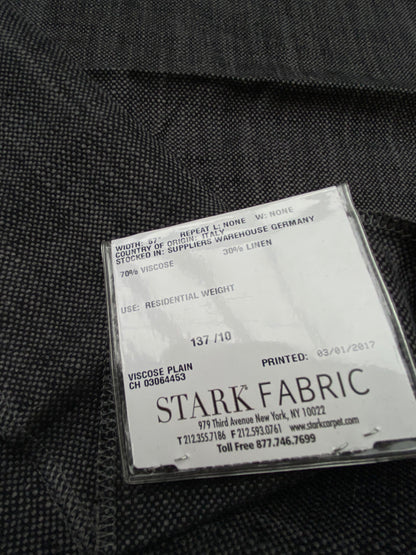 WIDTH: 57" REPEAT L: NONE W: NONE
COUNTRY OF ORIGIN: ITALY
STOCKED IN: SUPPLIERS WAREHOUSE GERMANY
70% VISCOSE 30% LINEN
USE: RESIDENTIAL WEIGHT
137 /10
VISCOSE PLAIN PRINTED: 03/01/2017
CH 03064453
STARK FABRIC
979 Third Avenue New York, NY 10022
T 212.355.7186 F 212.593.0761 www.starkcarpet.com
Toll Free 877.746.7699